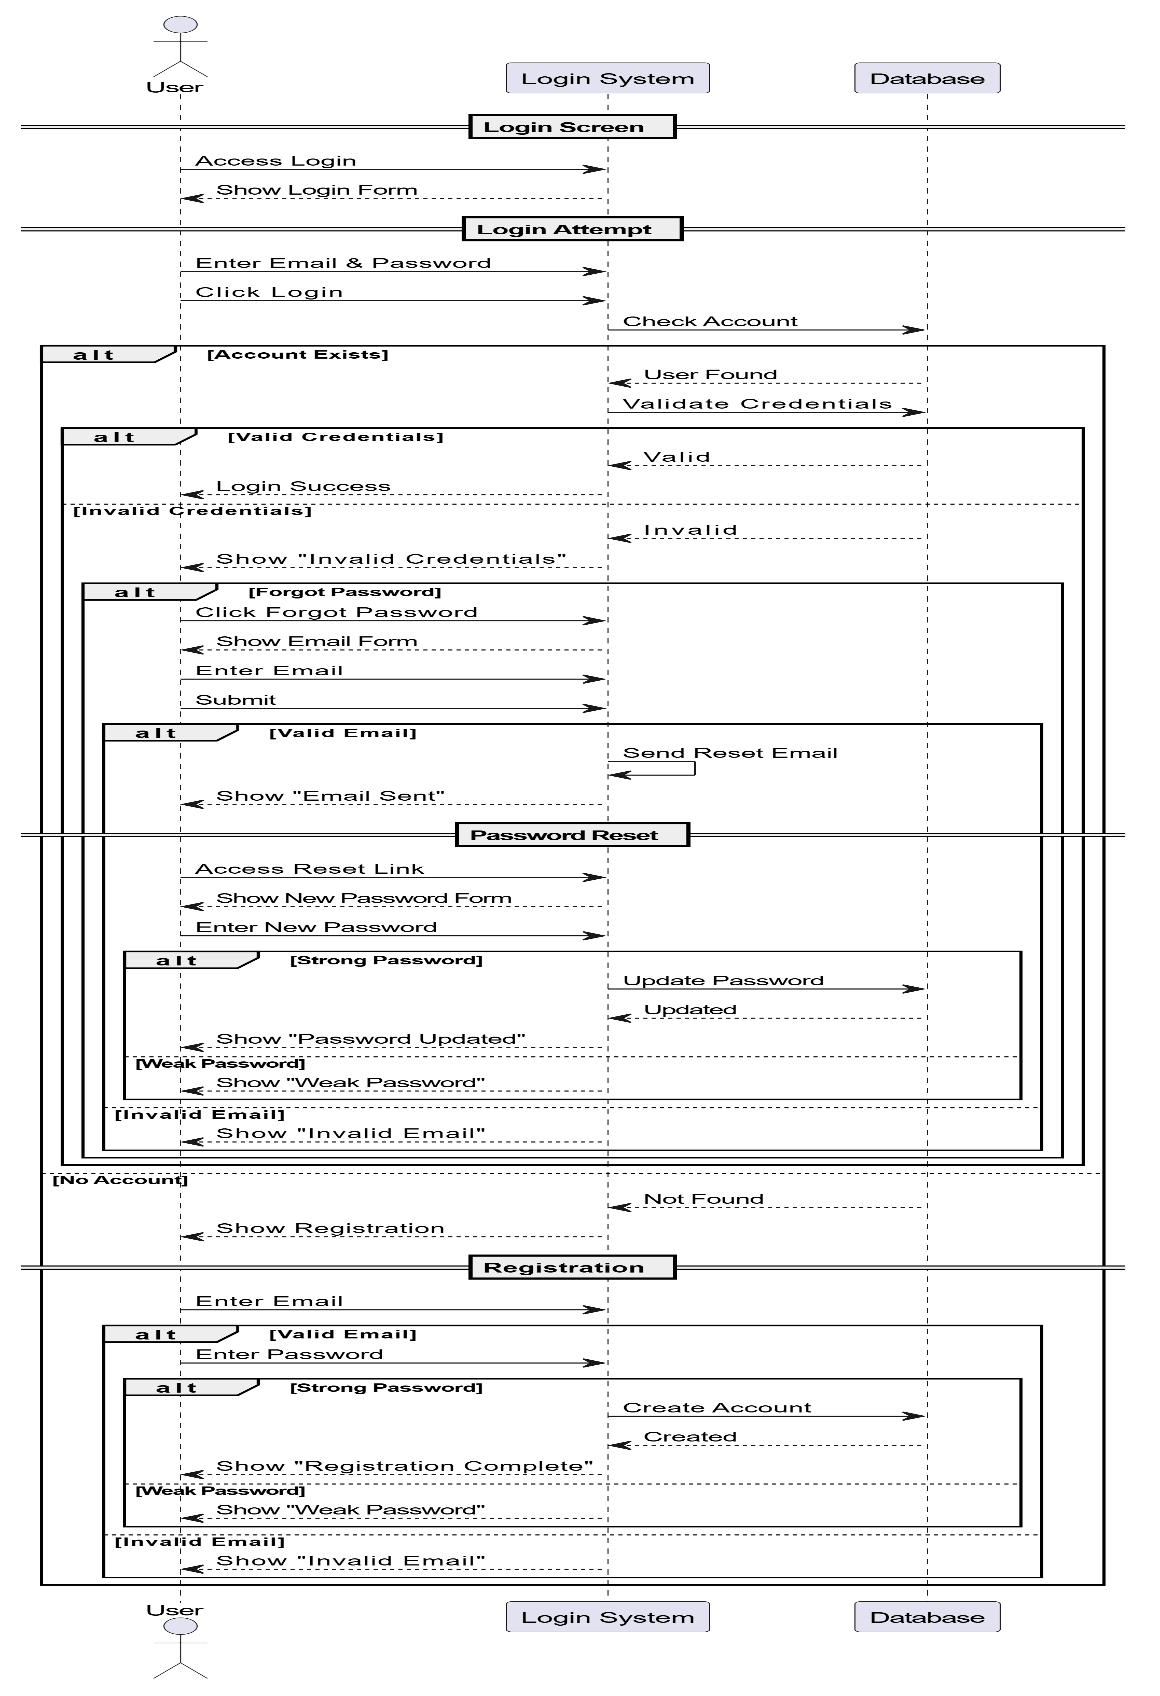 User
Login System
Database
Login Screen
Access Login
Show Login Form
Login Attempt
Enter Email & Password
Click Login
Check Account
alt
[Account Exists]
User Found
Validate Credentials
alt
[Valid Credentials]
Valid
Login Success
[Invalid Credentials]
Invalid
Show "Invalid Credentials"
alt
[Forgot Password]
Click Forgot Password
Show Email Form
Enter Email
Submit
alt
[Valid Email]
Send Reset Email
Show "Email Sent"
Password Reset
Access Reset Link
Show New Password Form
Enter New Password
alt
[Strong Password]
Update Password
Updated
Show "Password Updated"
[Weak Password]
Show "Weak Password"
[Invalid Email]
Show "Invalid Email"
[No Account]
Not Found
Show Registration
Registration
Enter Email
alt
[Valid Email]
Enter Password
alt
[Strong Password]
Create Account
Created
Show "Registration Complete"
[Weak Password]
Show "Weak Password"
[Invalid Email]
Show "Invalid Email"
User
Login System
Database